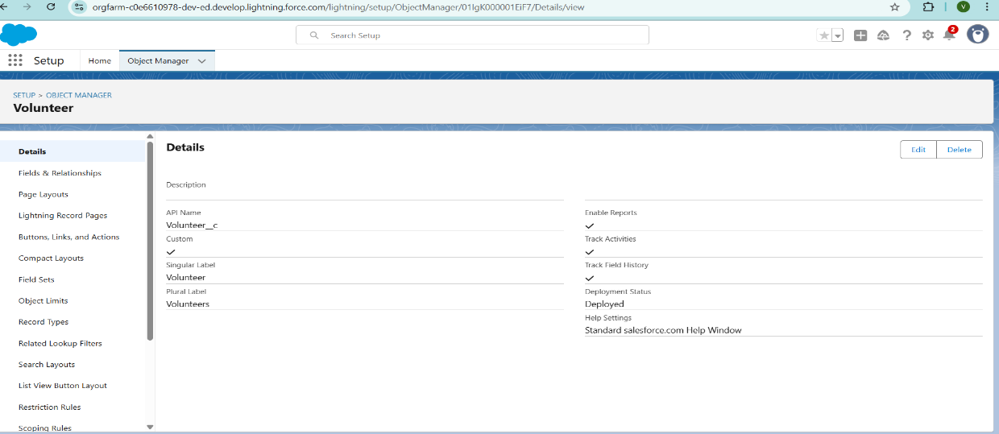 orgfarm-c0e6610978-dev-ed.develop.lightning.force.com/lightning/setup/ObjectManager/01IgK000001EiF7/Details/view
V
Search Setup
2
Setup
Home
Object Manager
SETUP > OBJECT MANAGER
Volunteer
Details
Fields & Relationships
Page Layouts
Lightning Record Pages
Buttons, Links, and Actions
Compact Layouts
Field Sets
Object Limits
Record Types
Related Lookup Filters
Search Layouts
List View Button Layout
Restriction Rules
Scoping Rules
Details
Edit
Delete
Description
API Name
Volunteer__c
Custom
Singular Label
Volunteer
Plural Label
Volunteers
Enable Reports
Track Activities
Track Field History
Deployment Status
Deployed
Help Settings
Standard salesforce.com Help Window